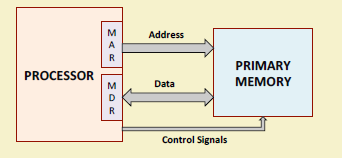 M
A
R
Address
PROCESSOR
M
D
R
Data
PRIMARY
MEMORY
Control Signals